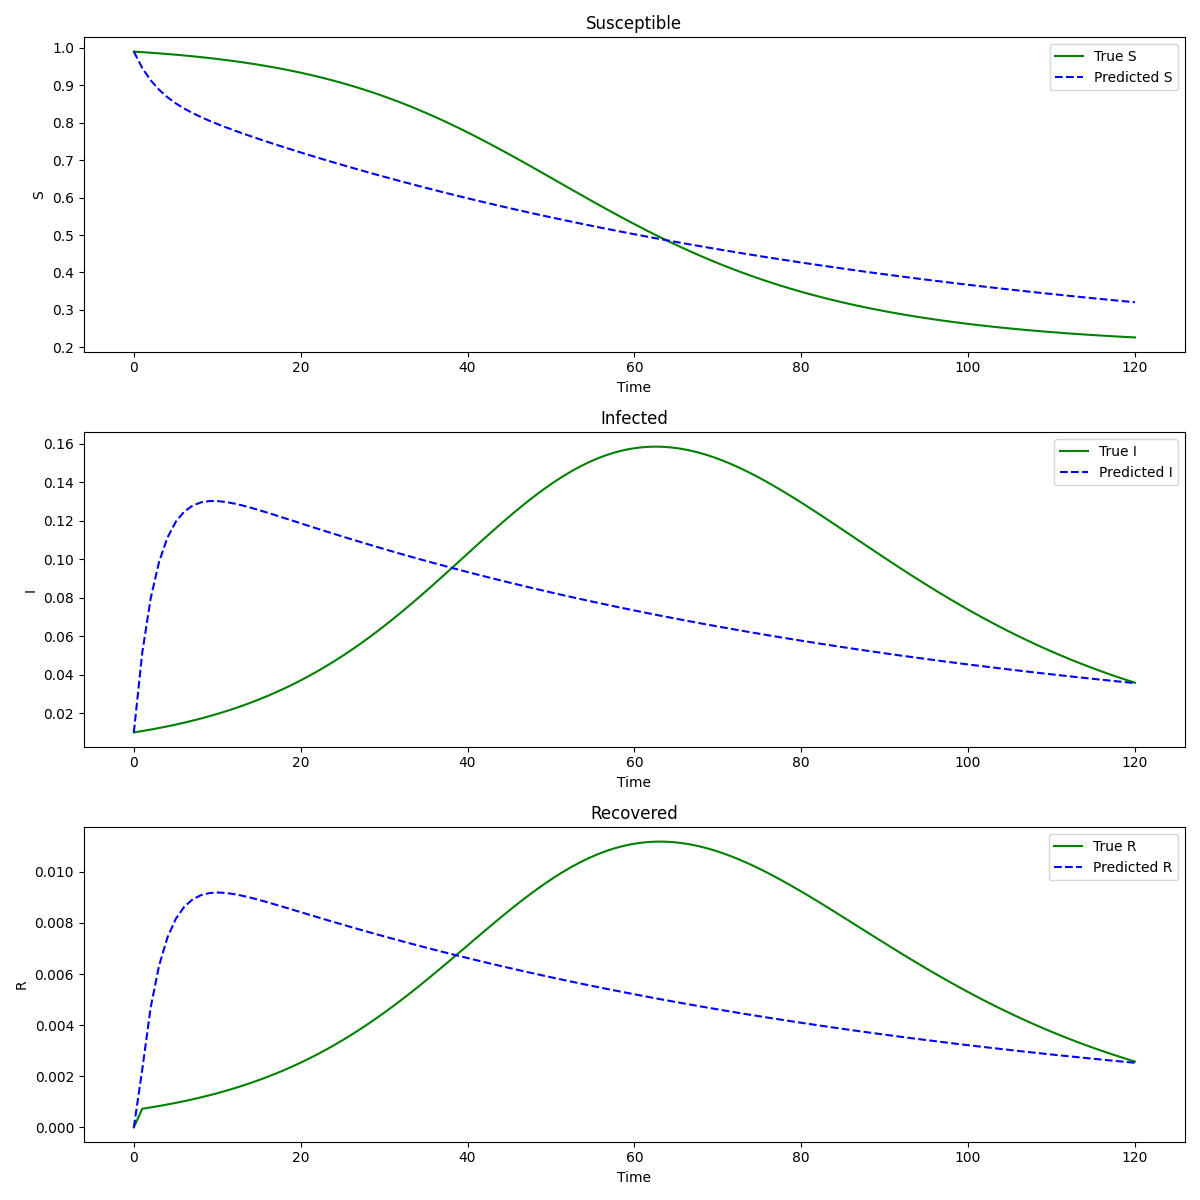 Susceptible
1.0
0.9
0.8
0.7
0.6
0.5
0.4
0.3
0.2
S
True S
Predicted S
0 20 40 60 80 100 120
Time
Infected
0.16
0.14
0.12
0.10
0.08
0.06
0.04
0.02
I
True I
Predicted I
0 20 40 60 80 100 120
Time
Recovered
0.010
0.008
0.006
0.004
0.002
0.000
R
True R
Predicted R
0 20 40 60 80 100 120
Time